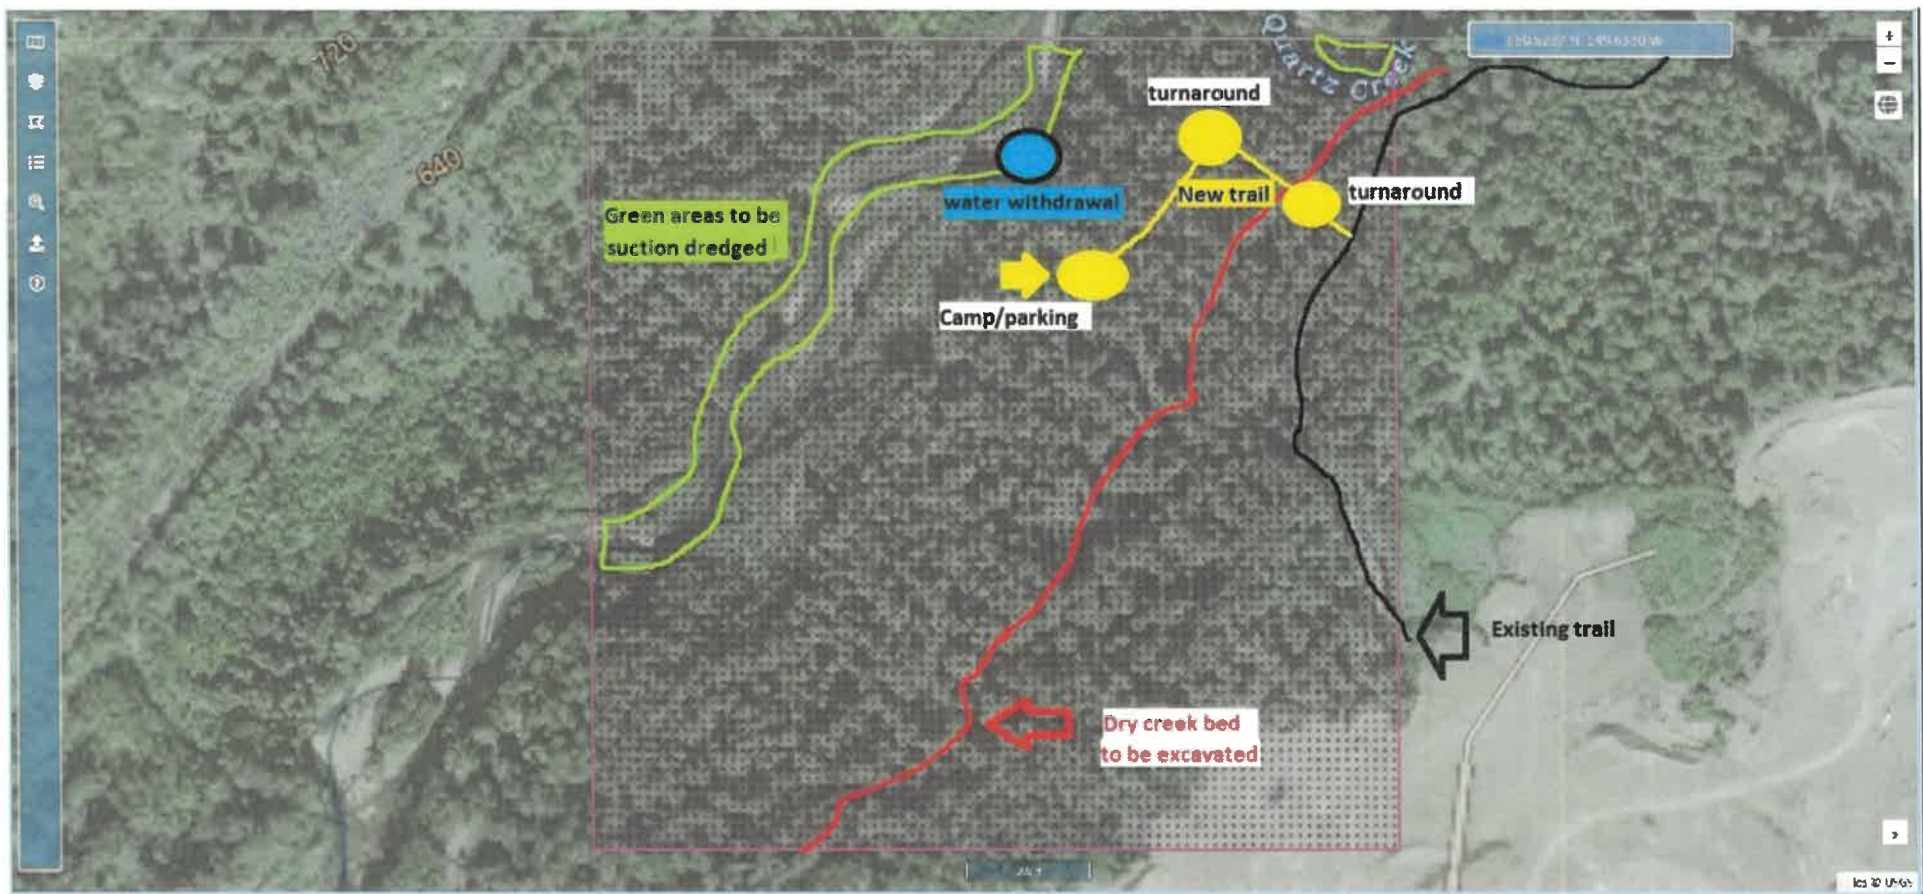 720
Quartz Creek
turnaround
640
New trail
turnaround
water withdrawal
Green areas to be
suction dredged
Camp/parking
Existing trail
Dry creek bed
to be excavated